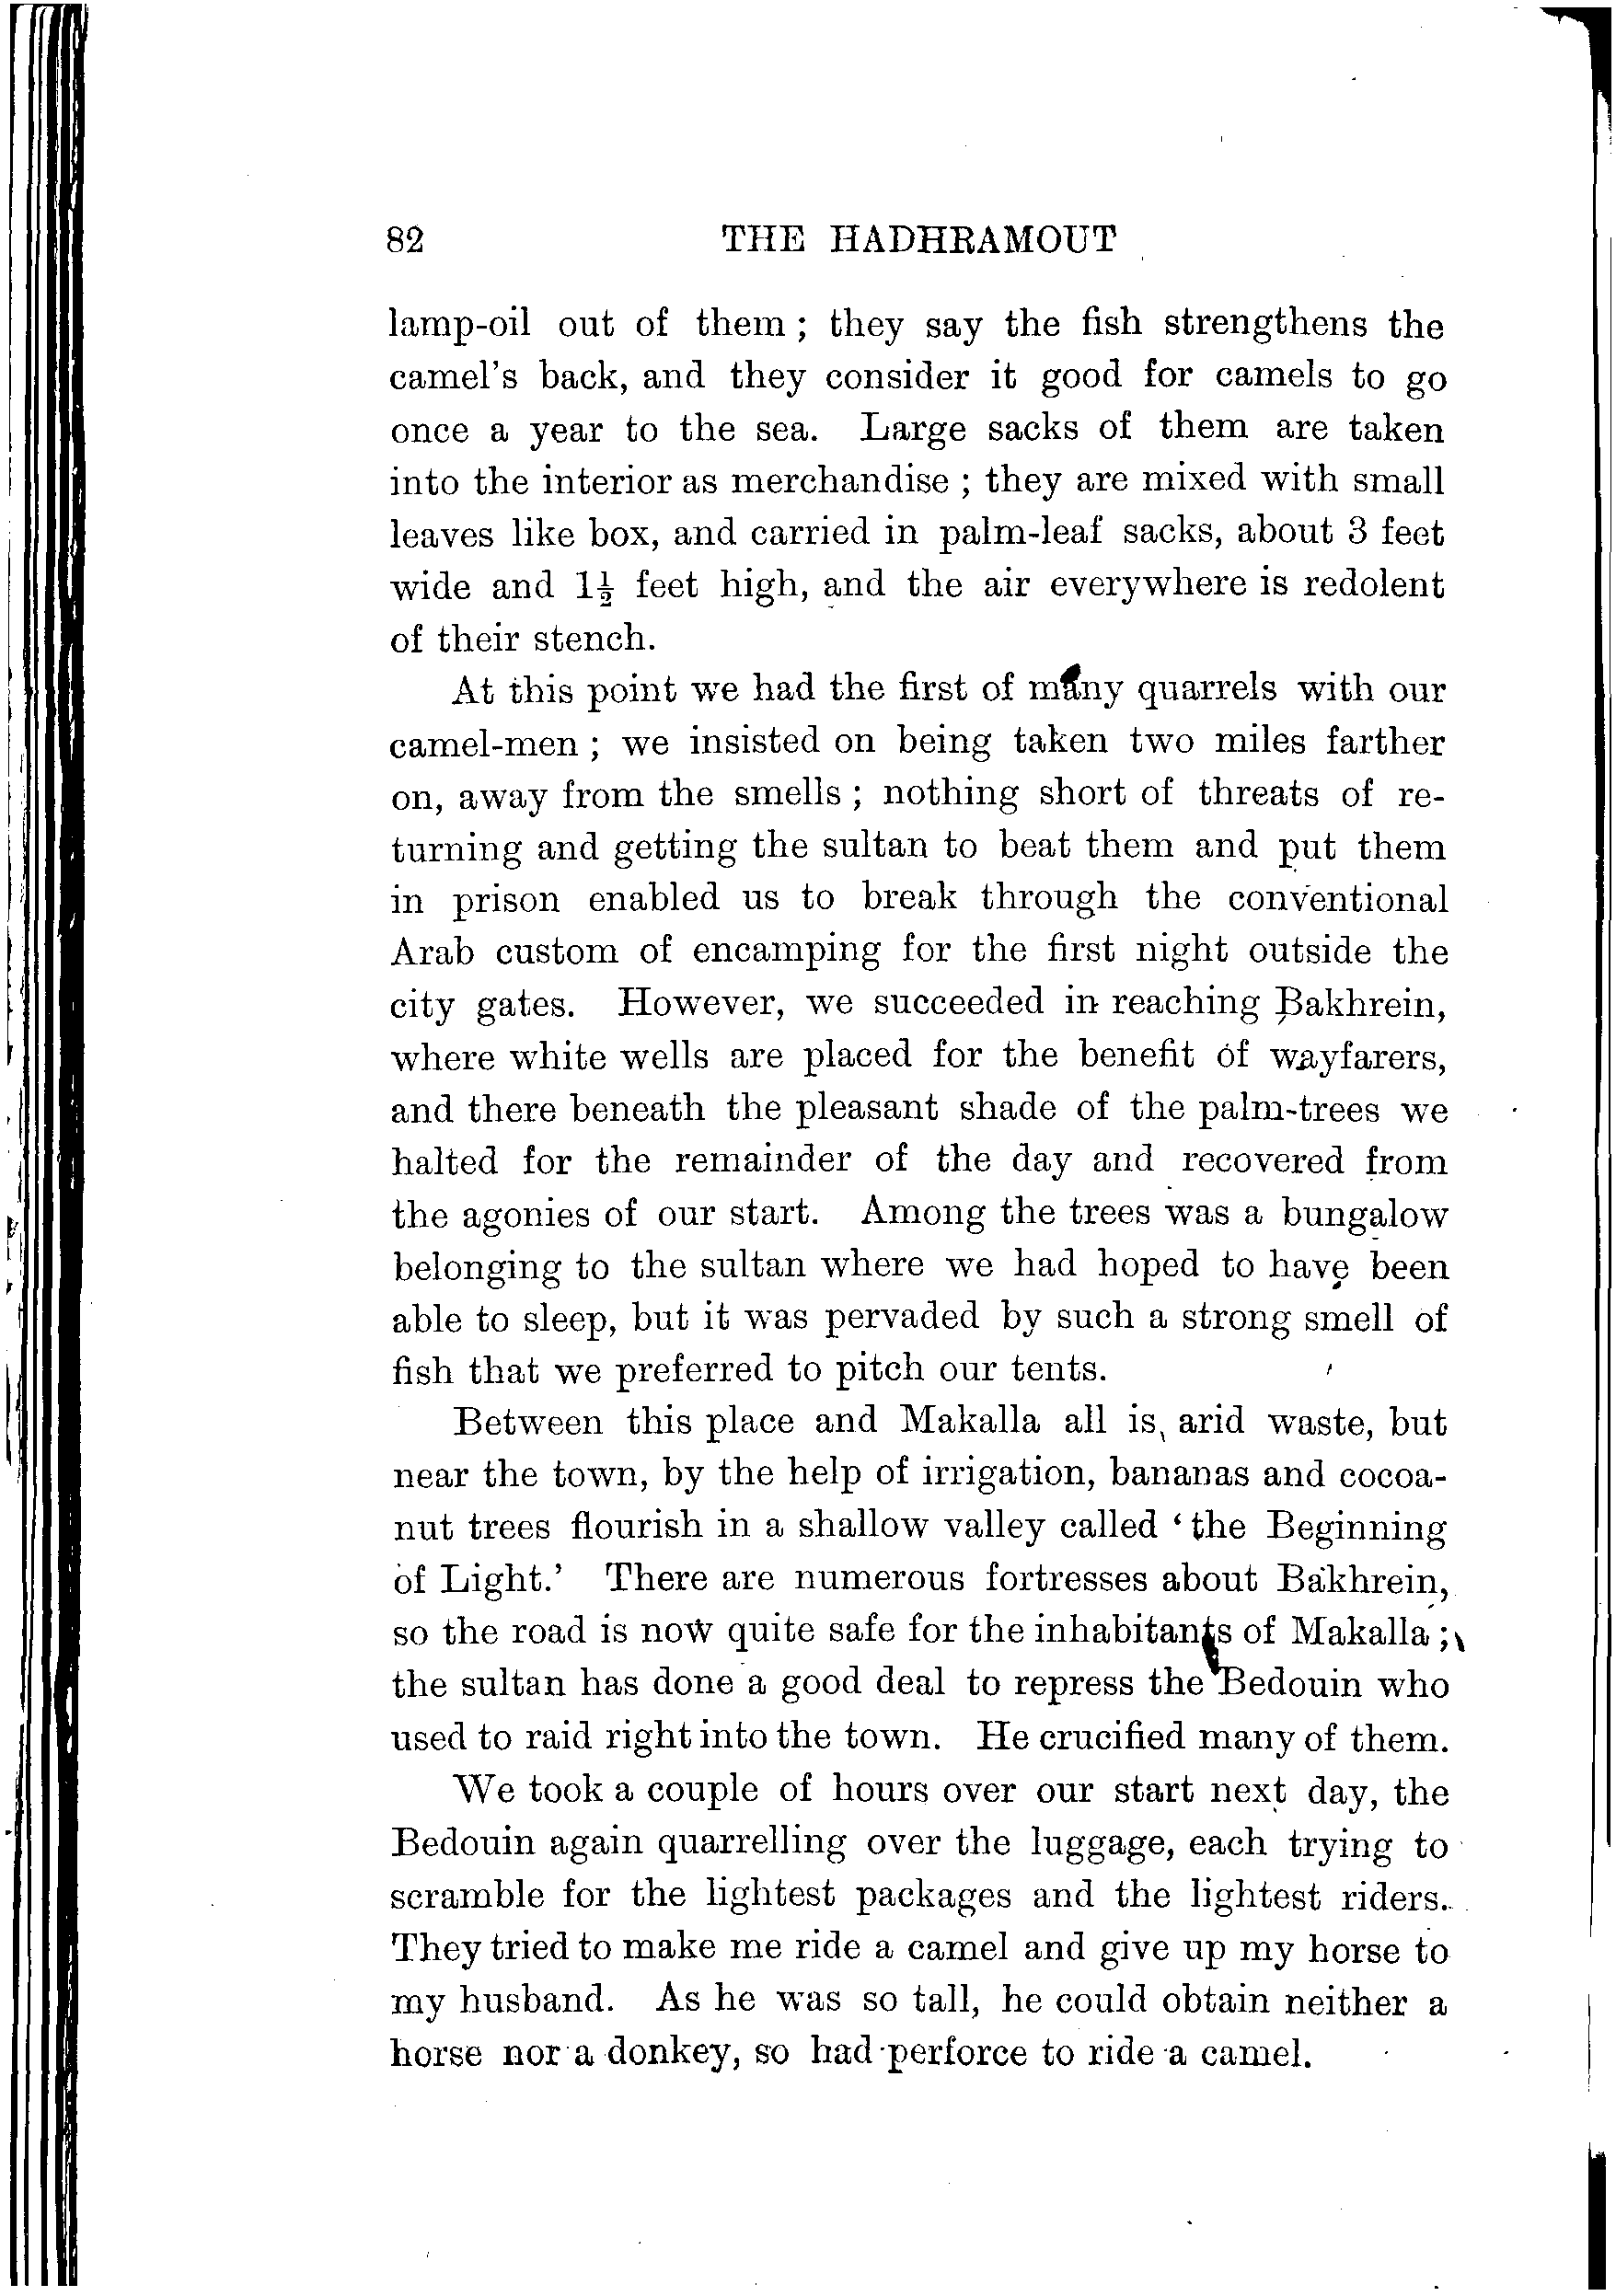 82 THE HADHRAMOUT
lamp-oil out of them ; they say the fish strengthens the
camel's back, and they consider it good for camels to go
once a year to the sea. Large sacks of them are taken
into the interior as merchandise ; they are mixed with small
leaves like box, and carried in palm-leaf sacks, about 3 feet
wide and 1½ feet high, and the air everywhere is redolent
of their stench.
At this point we had the first of many quarrels with our
camel-men ; we insisted on being taken two miles farther
on, away from the smells ; nothing short of threats of re-
turning and getting the sultan to beat them and put them
in prison enabled us to break through the conventional
Arab custom of encamping for the first night outside the
city gates. However, we succeeded in reaching Bakhrein,
where white wells are placed for the benefit of wayfarers,
and there beneath the pleasant shade of the palm-trees we
halted for the remainder of the day and recovered from
the agonies of our start. Among the trees was a bungalow
belonging to the sultan where we had hoped to have been
able to sleep, but it was pervaded by such a strong smell of
fish that we preferred to pitch our tents.
Between this place and Makalla all is arid waste, but
near the town, by the help of irrigation, bananas and cocoa-
nut trees flourish in a shallow valley called ‘ the Beginning
of Light.’ There are numerous fortresses about Bakhrein,
so the road is now quite safe for the inhabitants of Makalla ;
the sultan has done a good deal to repress the Bedouin who
used to raid right into the town. He crucified many of them.
We took a couple of hours over our start next day, the
Bedouin again quarrelling over the luggage, each trying to
scramble for the lightest packages and the lightest riders.
They tried to make me ride a camel and give up my horse to
my husband. As he was so tall, he could obtain neither a
horse nor a donkey, so had perforce to ride a camel.